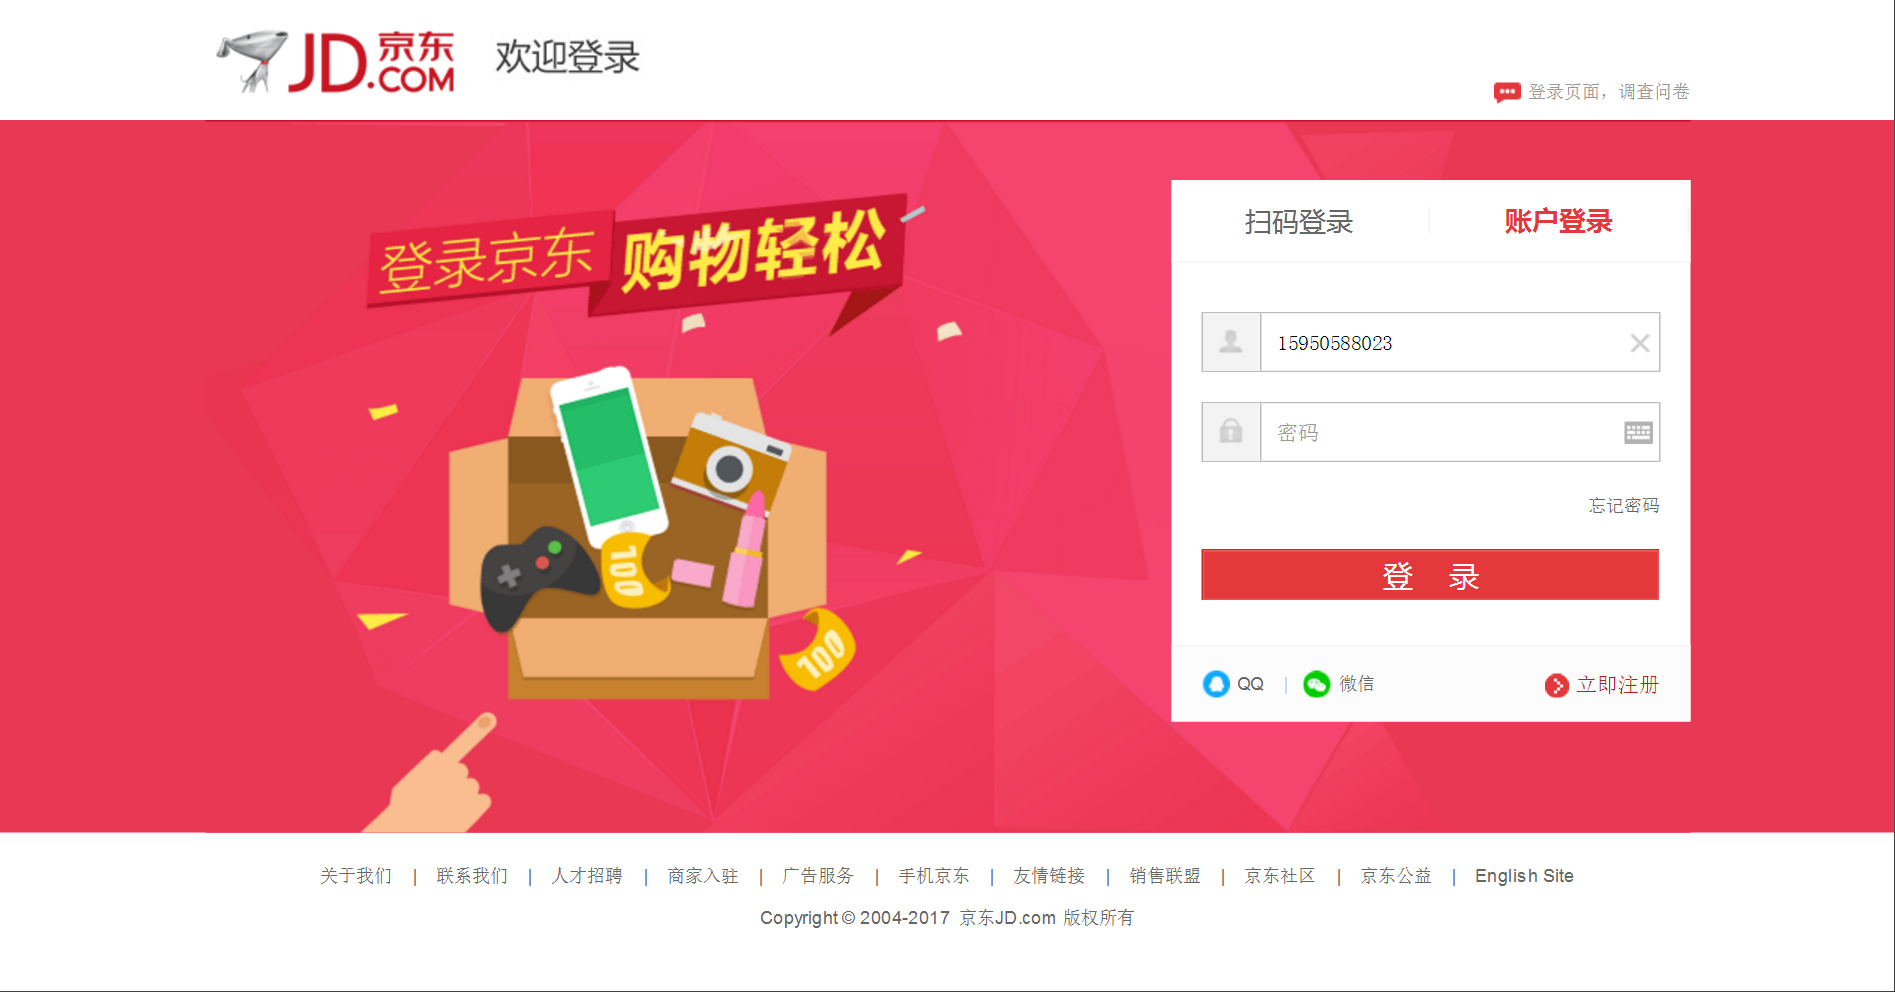 JD.COM 京东
欢迎登录
登录页面，调查问卷
登录京东 购物轻松
100
100
扫码登录
账户登录
15950588023
密码
忘记密码
登 录
QQ | 微信
立即注册
关于我们 | 联系我们 | 人才招聘 | 商家入驻 | 广告服务 | 手机京东 | 友情链接 | 销售联盟 | 京东社区 | 京东公益 | English Site
Copyright © 2004-2017 京东JD.com 版权所有